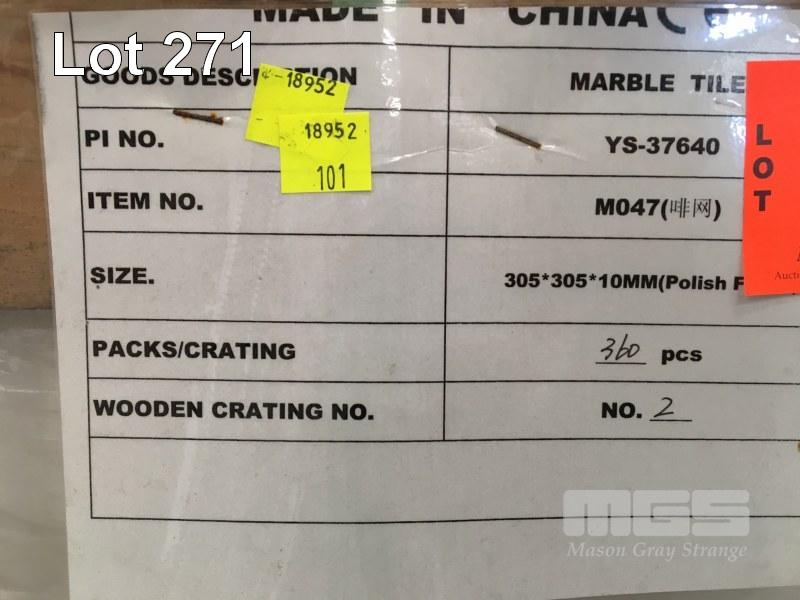 MADE IN CHINA
Lot 271
GOODS DESCRIPTION
MARBLE TILE
18952
18952
101
PI NO.
YS-37640
LOT
ITEM NO.
M047(啡网)
SIZE.
305*305*10MM(Polish F
PACKS/CRATING
360 pcs
WOODEN CRATING NO.
NO. 2
MGS
Mason Gray Strange